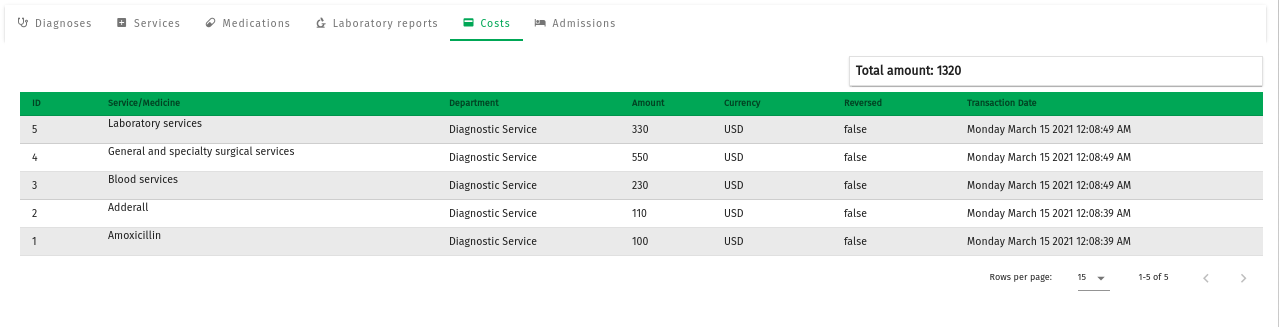 Diagnoses Services Medications Laboratory reports Costs Admissions
Total amount: 1320
ID Service/Medicine Department Amount Currency Reversed Transaction Date
5 Laboratory services Diagnostic Service 330 USD false Monday March 15 2021 12:08:49 AM
4 General and specialty surgical services Diagnostic Service 550 USD false Monday March 15 2021 12:08:49 AM
3 Blood services Diagnostic Service 230 USD false Monday March 15 2021 12:08:49 AM
2 Adderall Diagnostic Service 110 USD false Monday March 15 2021 12:08:39 AM
1 Amoxicillin Diagnostic Service 100 USD false Monday March 15 2021 12:08:39 AM
Rows per page: 15 1-5 of 5